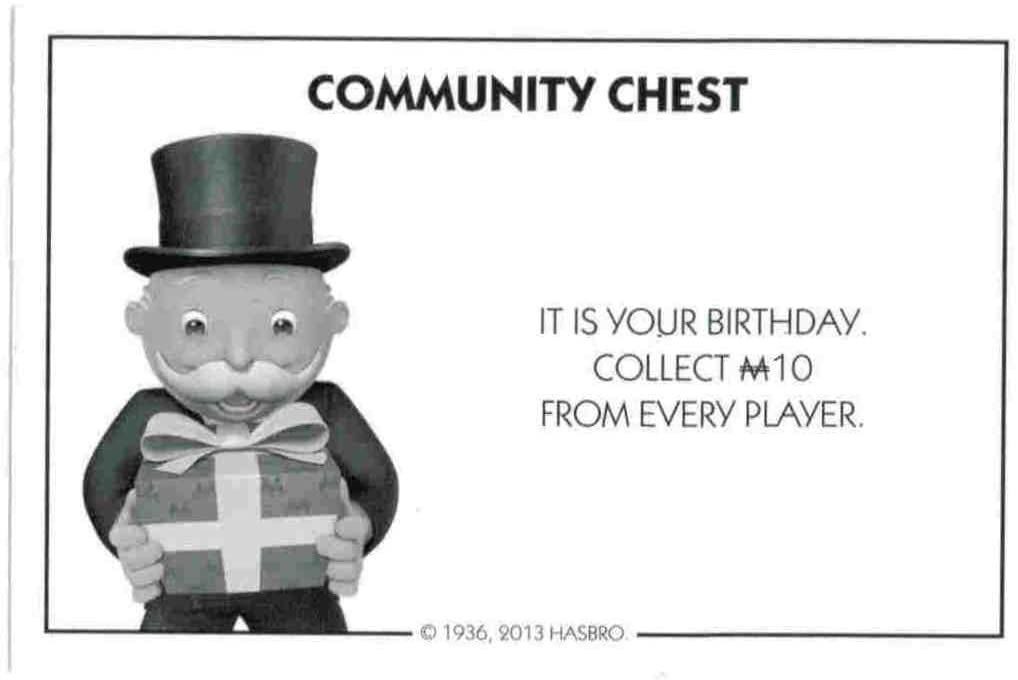 COMMUNITY CHEST
IT IS YOUR BIRTHDAY.
COLLECT ₩10
FROM EVERY PLAYER.
© 1936, 2013 HASBRO.